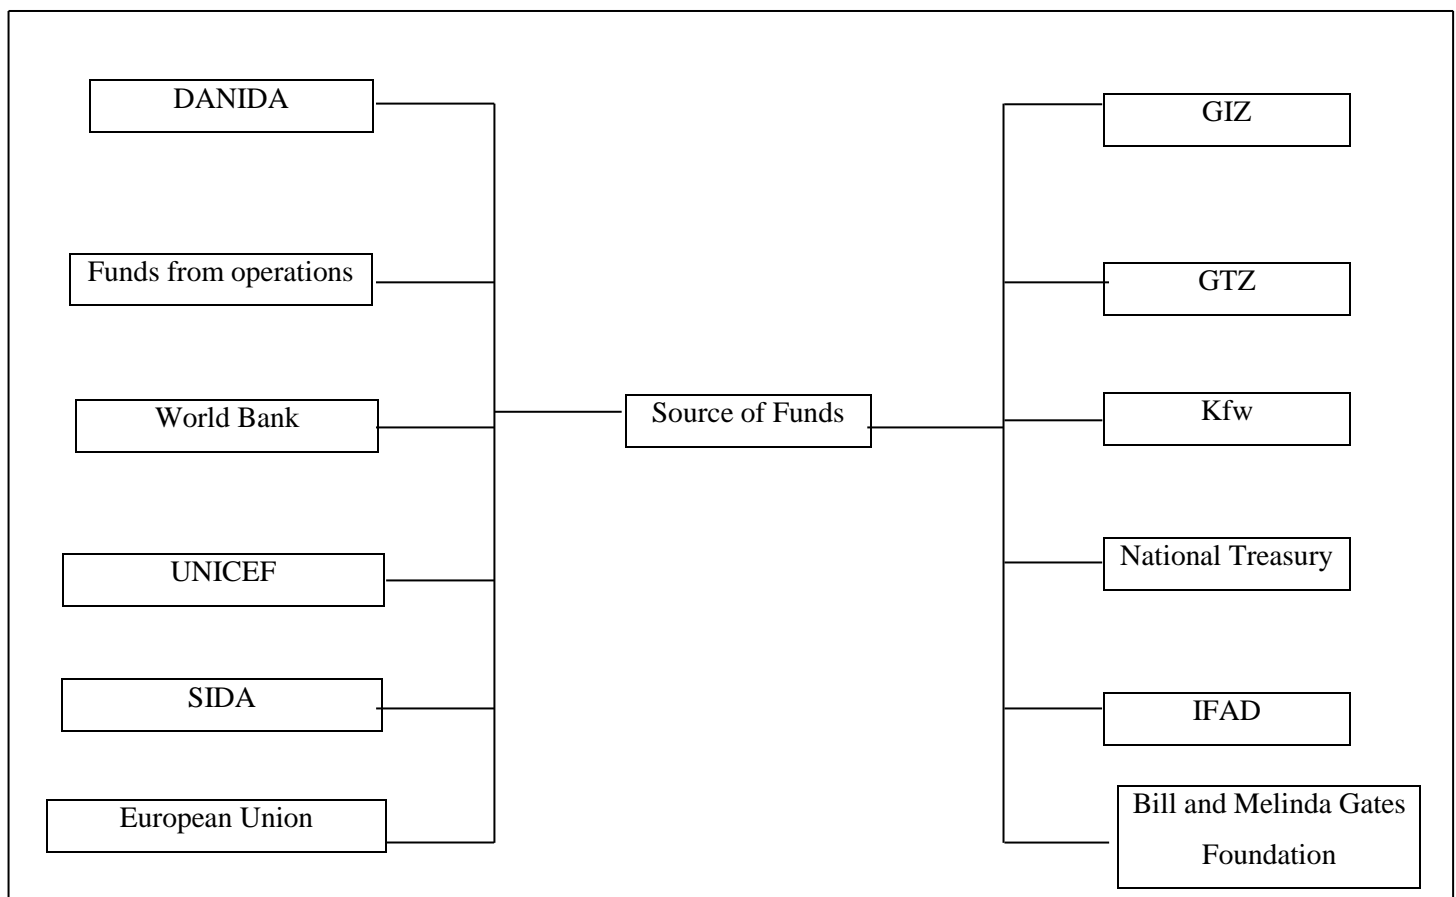 DANIDA
Funds from operations
World Bank
UNICEF
SIDA
European Union
Source of Funds
GIZ
GTZ
Kfw
National Treasury
IFAD
Bill and Melinda Gates
Foundation